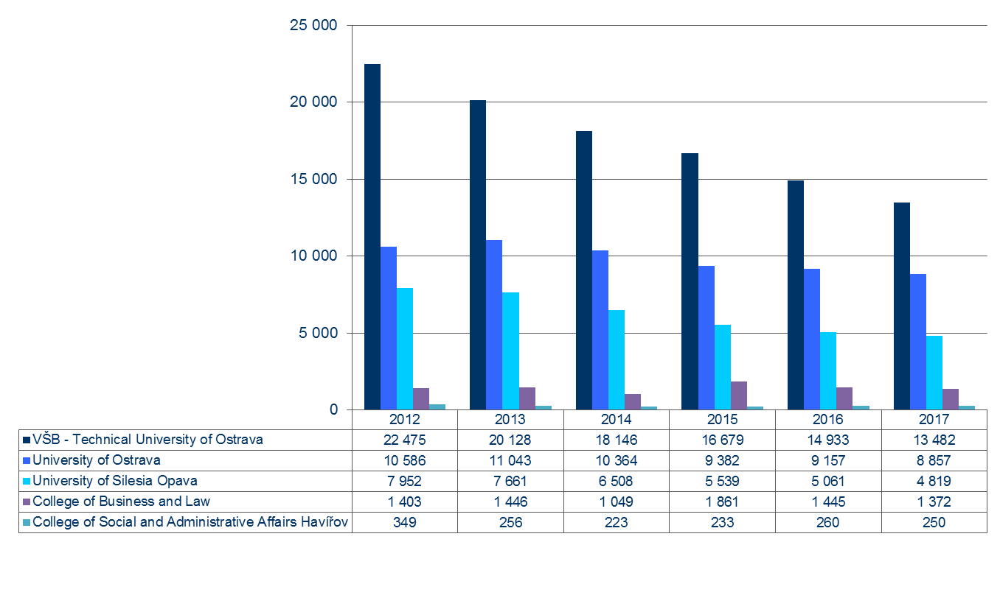 25 000
20 000
15 000
10 000
5 000
0
2012 2013 2014 2015 2016 2017
VŠB - Technical University of Ostrava 22 475 20 128 18 146 16 679 14 933 13 482
University of Ostrava 10 586 11 043 10 364 9 382 9 157 8 857
University of Silesia Opava 7 952 7 661 6 508 5 539 5 061 4 819
College of Business and Law 1 403 1 446 1 049 1 861 1 445 1 372
College of Social and Administrative Affairs Havířov 349 256 223 233 260 250